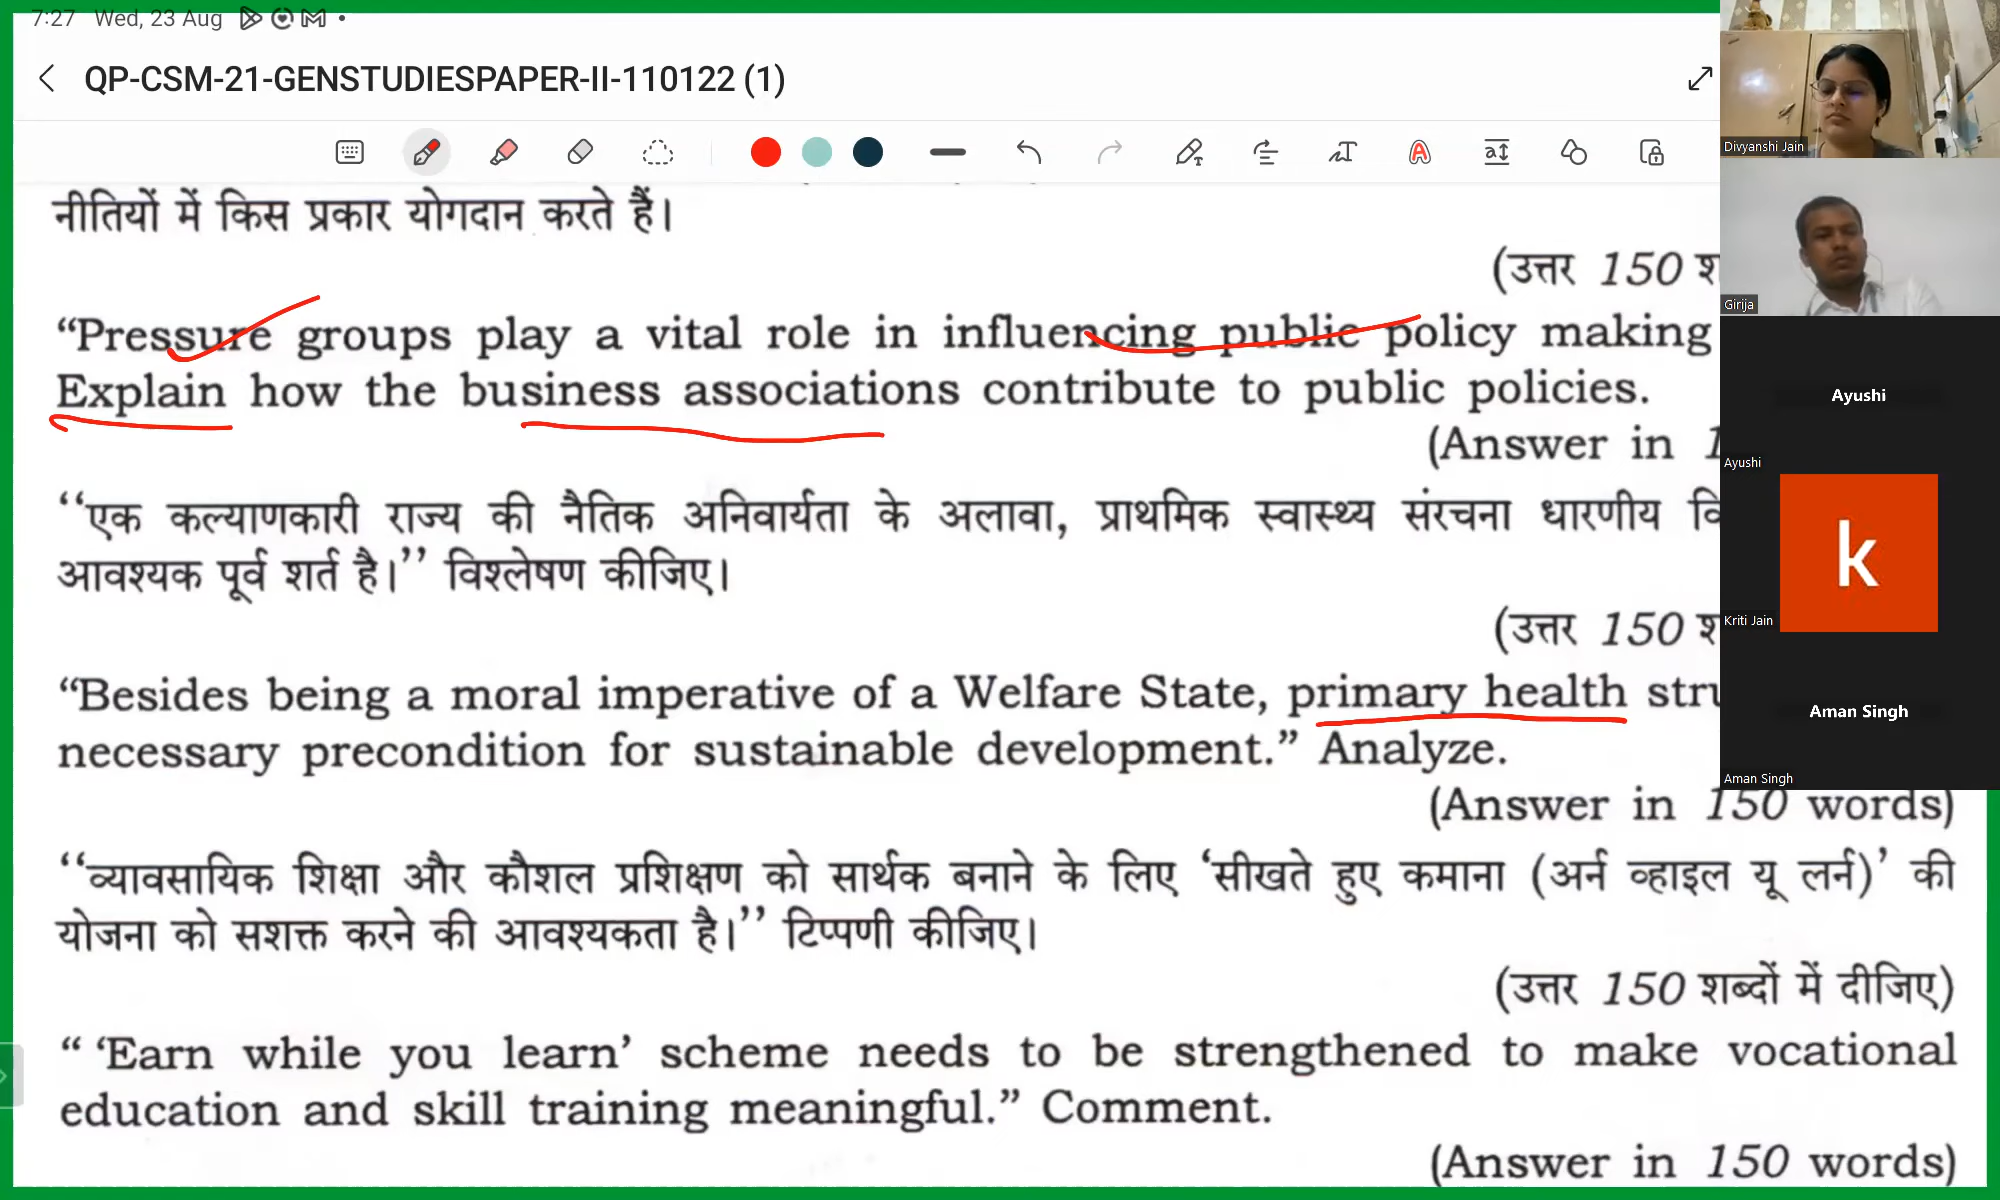 7:27 Wed, 23 Aug
QP-CSM-21-GENSTUDIESPAPER-II-110122 (1)
नीतियों में किस प्रकार योगदान करते हैं।
(उत्तर 150
“Pressure groups play a vital role in influencing public policy making
Explain how the business associations contribute to public policies.
(Answer in
‘‘एक कल्याणकारी राज्य की नैतिक अनिवार्यता के अलावा, प्राथमिक स्वास्थ्य संरचना धारणीय
आवश्यक पूर्व शर्त है।’’ विश्लेषण कीजिए।
(उत्तर 150
“Besides being a moral imperative of a Welfare State, primary health
necessary precondition for sustainable development.” Analyze.
(Answer in 150 words)
‘‘व्यावसायिक शिक्षा और कौशल प्रशिक्षण को सार्थक बनाने के लिए ‘सीखते हुए कमाना (अर्न व्हाइल यू लर्न)’ की
योजना को सशक्त करने की आवश्यकता है।’’ टिप्पणी कीजिए।
(उत्तर 150 शब्दों में दीजिए)
“ ‘Earn while you learn’ scheme needs to be strengthened to make vocational
education and skill training meaningful.” Comment.
(Answer in 150 words)
Divyanshi Jain
Girija
Ayushi
Ayushi
k
Kriti Jain
Aman Singh
Aman Singh